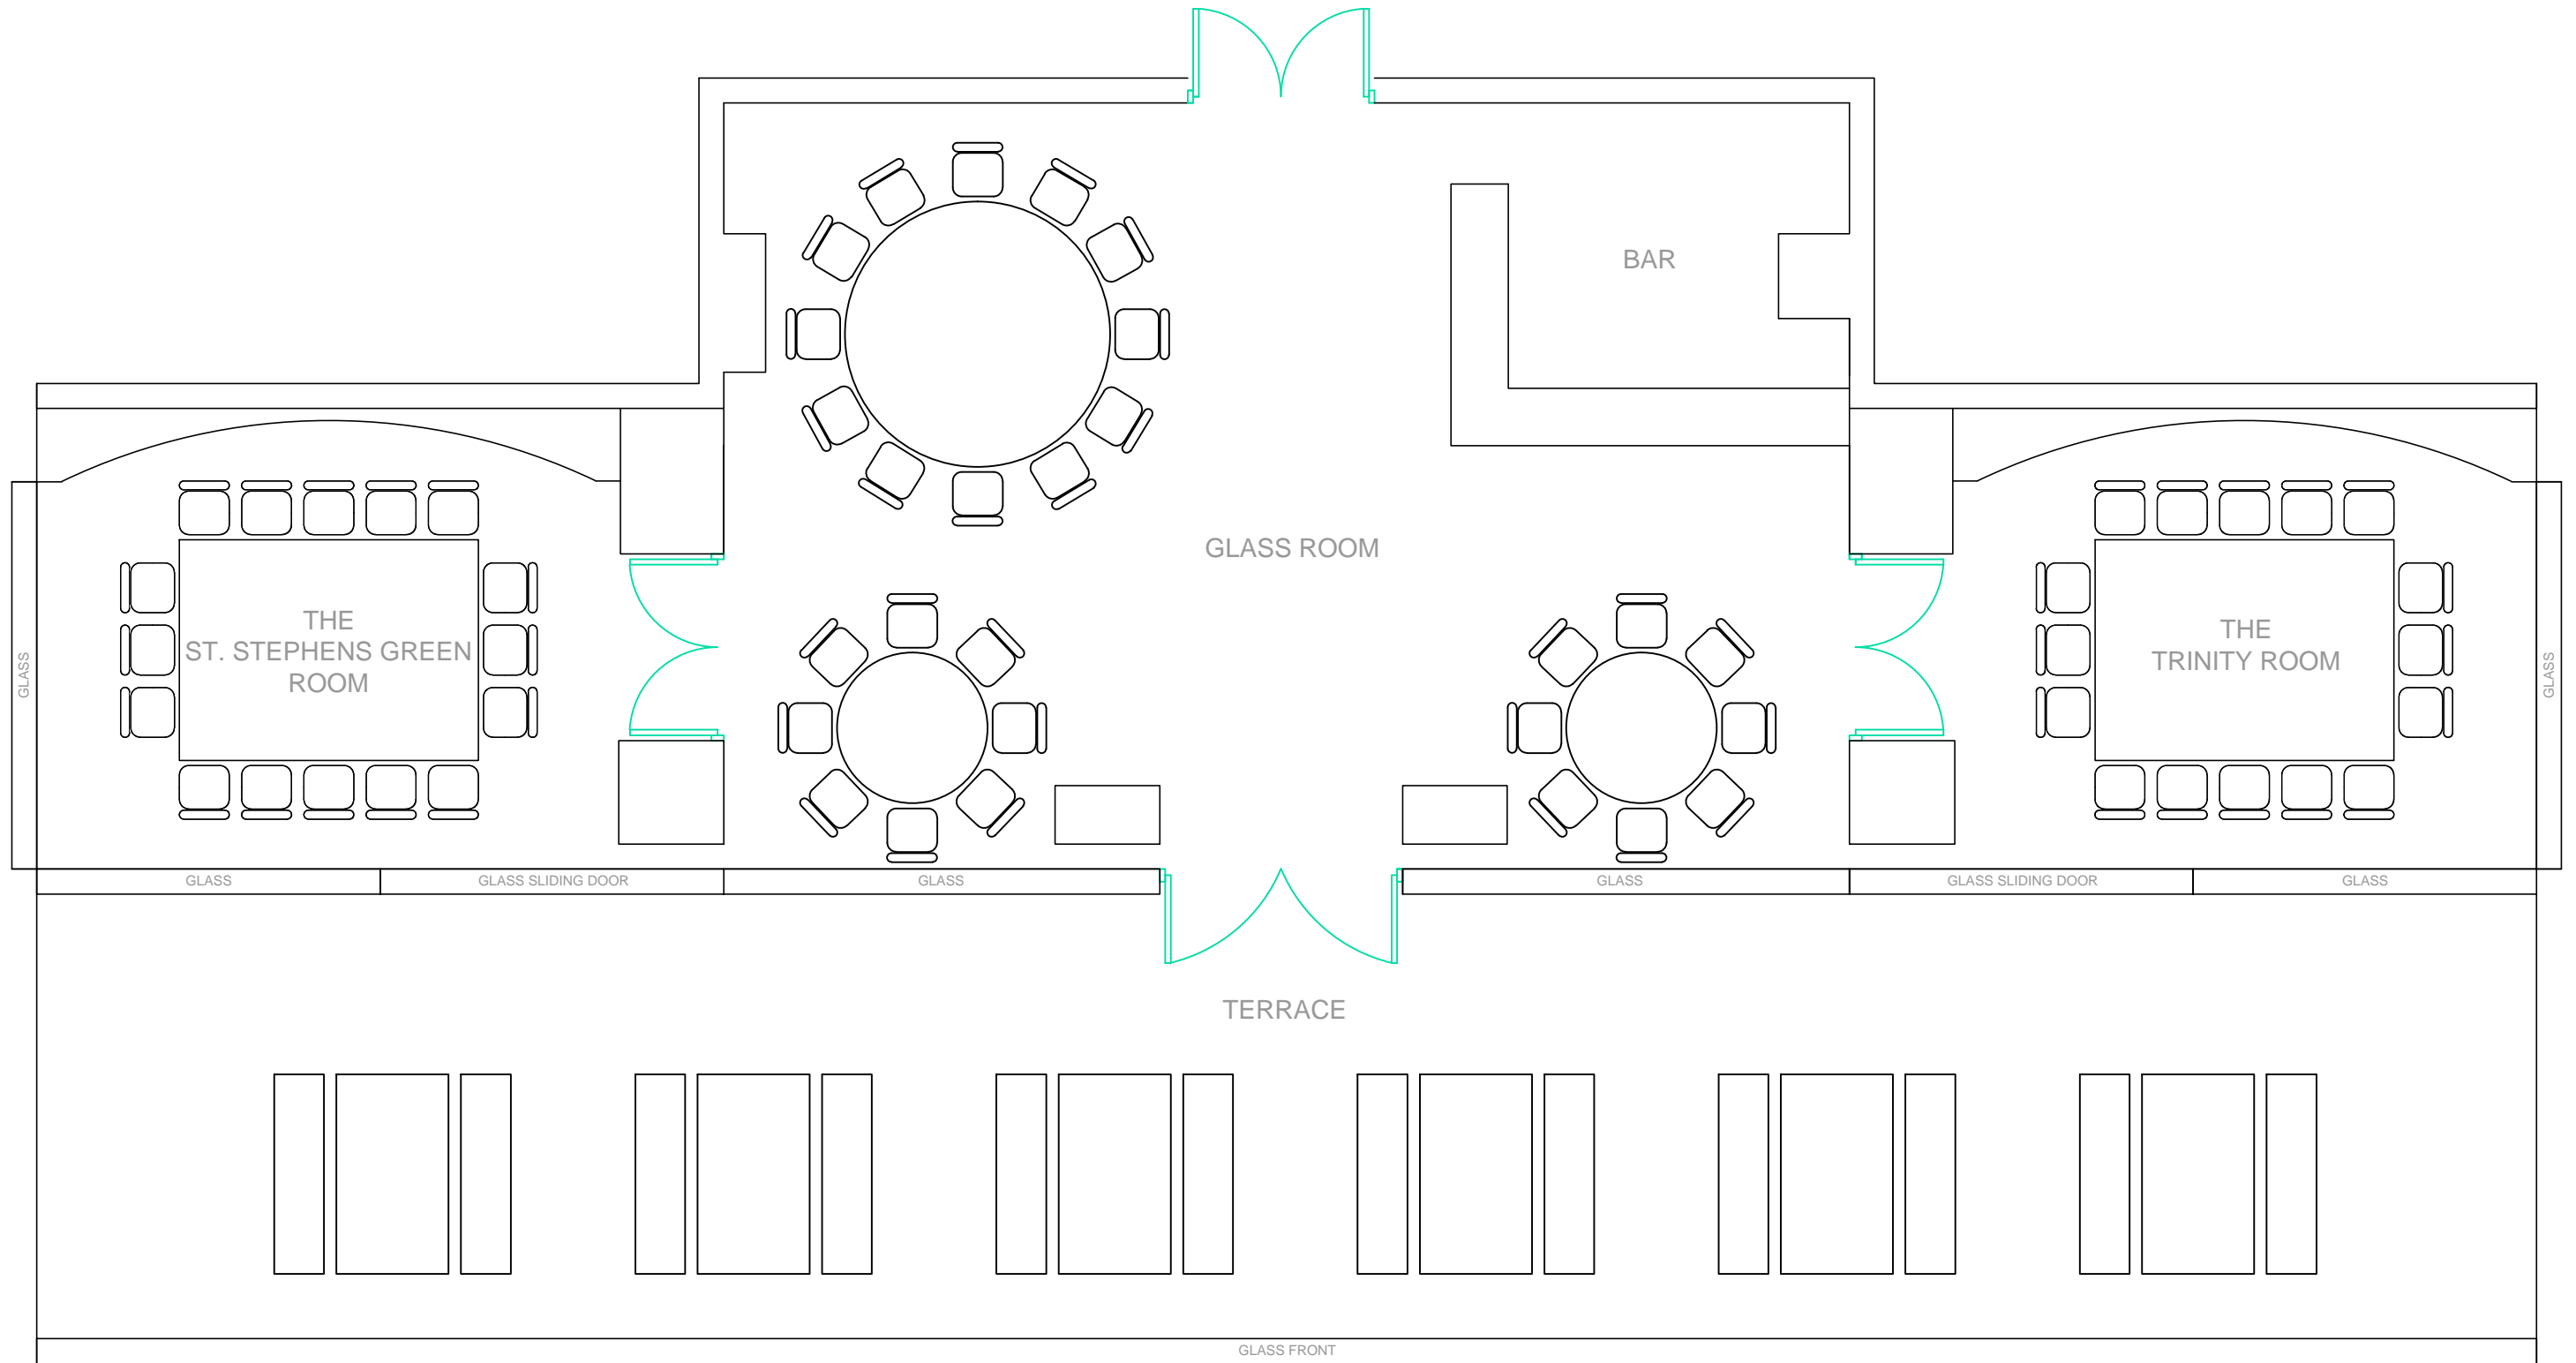 BAR
GLASS ROOM
THE
ST. STEPHENS GREEN
ROOM
THE
TRINITY ROOM
GLASS
GLASS
GLASS
GLASS SLIDING DOOR
GLASS
GLASS
GLASS SLIDING DOOR
GLASS
TERRACE
GLASS FRONT